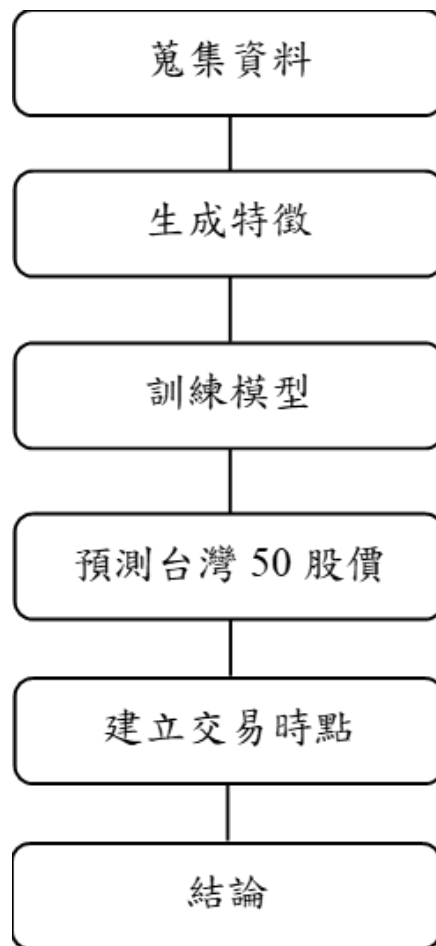 蒐集資料
生成特徵
訓練模型
預測台灣 50 股價
建立交易時點
結論